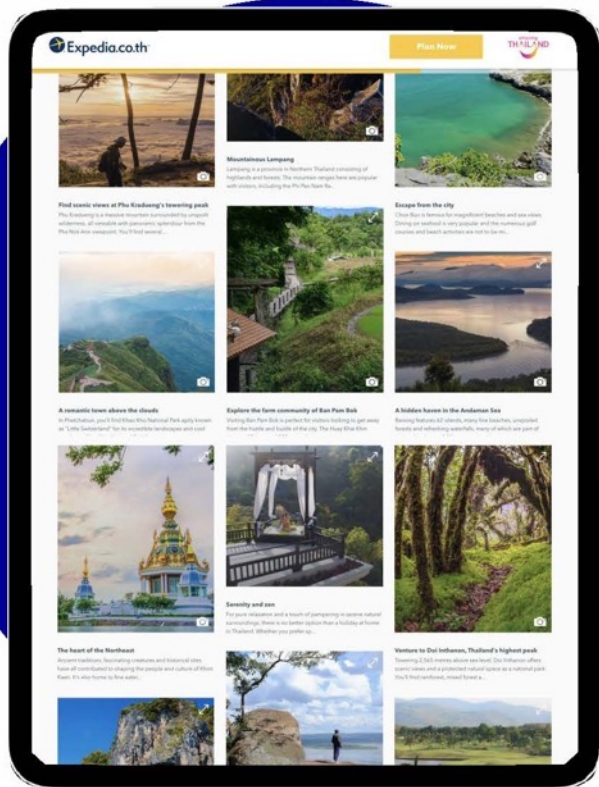 Expedia.co.th
Plan Now
amazing
THAILAND
Find scenic views at Phu Kradueng's towering peak
Phu Kradueng's a massive mountain surrounded by unspoilt
wilderness, all viewable with panoramic splendour from the
Pha Nok Ann viewpoint. You'll find several...
Mountainous Lampang
Lampang is a province in Northern Thailand consisting of
highlands and forests. The mountain ranges here are popular
with visitors, including the Phi Pan Nam Ra...
Escape from the city
Chon Buri is famous for magnificent beaches and sea views.
Dining on seafood is very popular and the numerous golf
courses and beach activities are not to be mi...
A romantic town above the clouds
In Phetchabun, you'll find Khao Kho National Park aptly known
as "Little Switzerland" for its incredible landscapes and cool
Explore the farm community of Ban Pam Bok
Visiting Ban Pam Bok is perfect for visitors looking to get away
from the hustle and bustle of the city. The Huay Khai Khim
A hidden haven in the Andaman Sea
Ranong features 62 islands, many fine beaches, unspoiled
forests and refreshing waterfalls, many of which are part of
The heart of the Northeast
Ancient traditions, fascinating creatures and historical sites
have all contributed to shaping the people and culture of Khon
Kaen. It's also home to fine eater...
Serenity and zen
For pure relaxation and a touch of pampering in serene natural
surroundings, there is no better option than a holiday at home
in Thailand. Whether you prefer sp...
Venture to Doi Inthanon, Thailand's highest peak
Towering 2,565 metres above sea level, Doi Inthanon offers
scenic views and a protected natural space as a national park.
You'll find rainforest, mixed forest a...